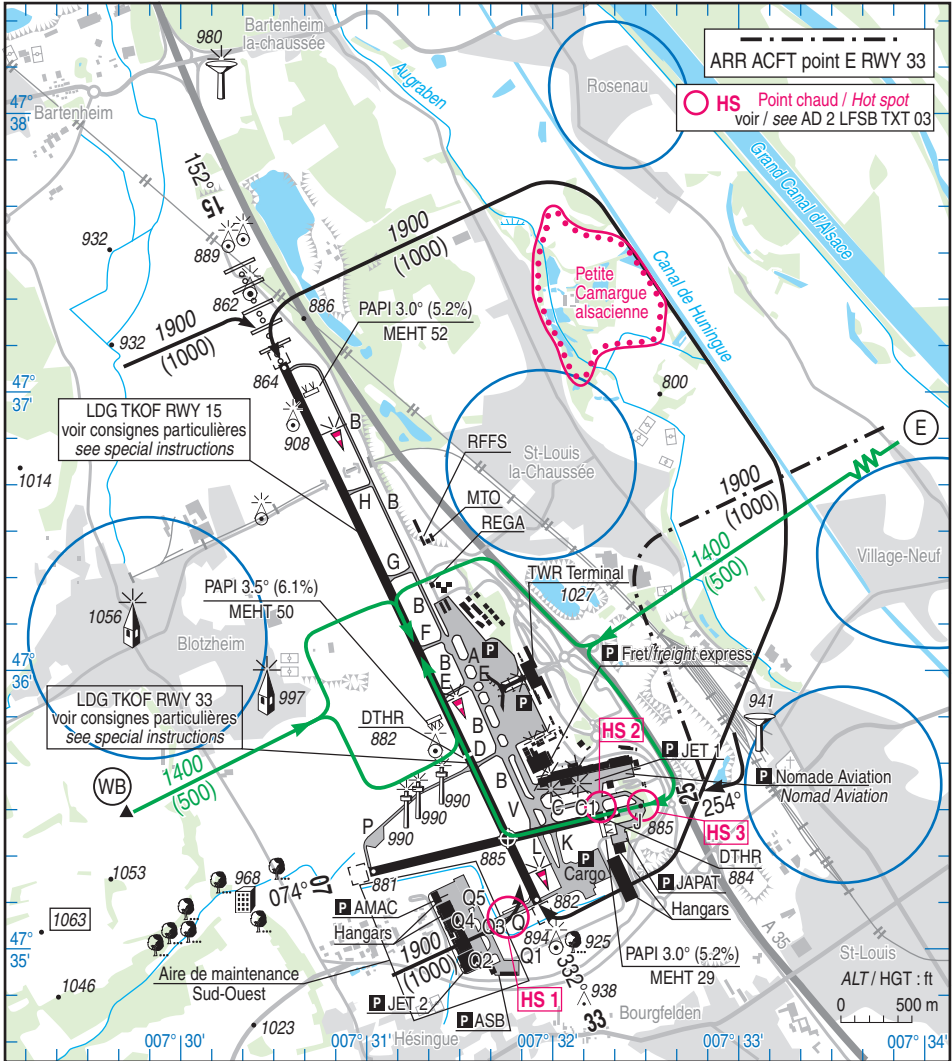 980
Bartenheim
la-chaussée
Augraben
Rosenau
ARR ACFT point E RWY 33
HS Point chaud / Hot spot
voir / see AD 2 LFSB TXT 03
47°
38'
Bartenheim
Grand Canal d'Alsace
152°
15
932
889
1900
(1000)
Petite
Camargue
alsacienne
Canal de Huningue
862
886
PAPI 3.0° (5.2%)
MEHT 52
1900
(1000)
932
864
47°
37'
800
LDG TKOF RWY 15
voir consignes particulières
see special instructions
908
B
RFFS
St-Louis
la-Chaussée
E
1014
H
B
MTO
REGA
1900
(1000)
1400
(500)
Village-Neuf
G
TWR Terminal
1027
PAPI 3.5° (6.1%)
MEHT 50
1056
Blotzheim
B
F
A
E
P
47°
36'
B
E
P Fret/freight express
P
997
941
LDG TKOF RWY 33
voir consignes particulières
see special instructions
DTHR
882
B
D
HS 2
P JET 1
P Nomade Aviation
Nomad Aviation
WB
1400
(500)
990
990
990
B
V
C
C1
J
25
254°
885
HS 3
P
885
L
K
DTHR
884
P
Cargo
881
P JAPAT
Hangars
1053
968
074°
07
882
P AMAC
Hangars
Q5
Q4
Q3
Q
894
925
1063
47°
35'
1900
(1000)
Q2
Q1
332°
PAPI 3.0° (5.2%)
MEHT 29
A 35
St-Louis
Aire de maintenance
Sud-Ouest
HS 1
938
33
1046
P JET 2
P ASB
Bourgfelden
ALT / HGT : ft
0 500 m
1023
Hésingue
007° 30'
007° 31'
007° 32'
007° 33'
007° 34'